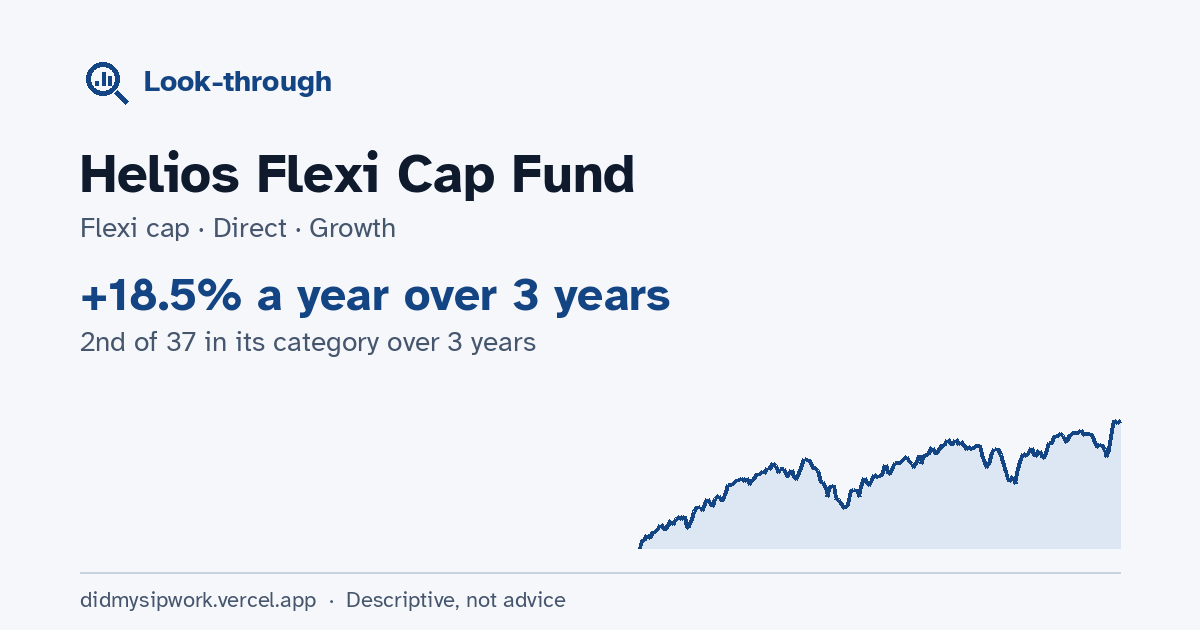 Look-through
Helios Flexi Cap Fund
Flexi cap · Direct · Growth
+18.5% a year over 3 years
2nd of 37 in its category over 3 years
didmysipwork.vercel.app · Descriptive, not advice